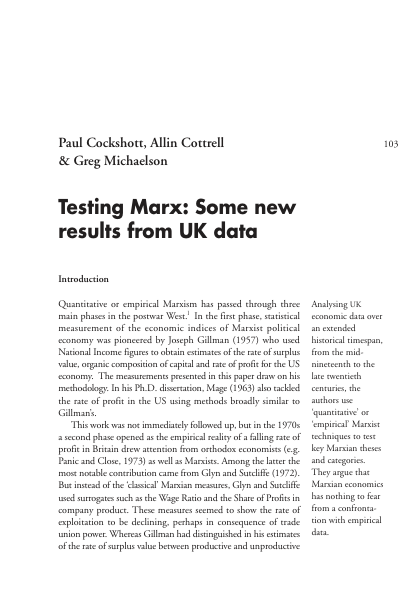 Paul Cockshott, Allin Cottrell
& Greg Michaelson
103
Testing Marx: Some new
results from UK data
Introduction
Quantitative or empirical Marxism has passed through three
main phases in the postwar West.1 In the first phase, statistical
measurement of the economic indices of Marxist political
economy was pioneered by Joseph Gillman (1957) who used
National Income figures to obtain estimates of the rate of surplus
value, organic composition of capital and rate of profit for the US
economy. The measurements presented in this paper draw on his
methodology. In his Ph.D. dissertation, Mage (1963) also tackled
the rate of profit in the US using methods broadly similar to
Gillman's.
This work was not immediately followed up, but in the 1970s
a second phase opened as the empirical reality of a falling rate of
profit in Britain drew attention from orthodox economists (e.g.
Panic and Close, 1973) as well as Marxists. Among the latter the
most notable contribution came from Glyn and Sutcliffe (1972).
But instead of the 'classical' Marxian measures, Glyn and Sutcliffe
used surrogates such as the Wage Ratio and the Share of Profits in
company product. These measures seemed to show the rate of
exploitation to be declining, perhaps in consequence of trade
union power. Whereas Gillman had distinguished in his estimates
of the rate of surplus value between productive and unproductive
Analysing UK
economic data over
an extended
historical timespan,
from the mid-
nineteenth to the
late twentieth
centuries, the
authors use
'quantitative' or
'empirical' Marxist
techniques to test
key Marxian theses
and categories.
They argue that
Marxian economics
has nothing to fear
from a confronta-
tion with empirical
data.